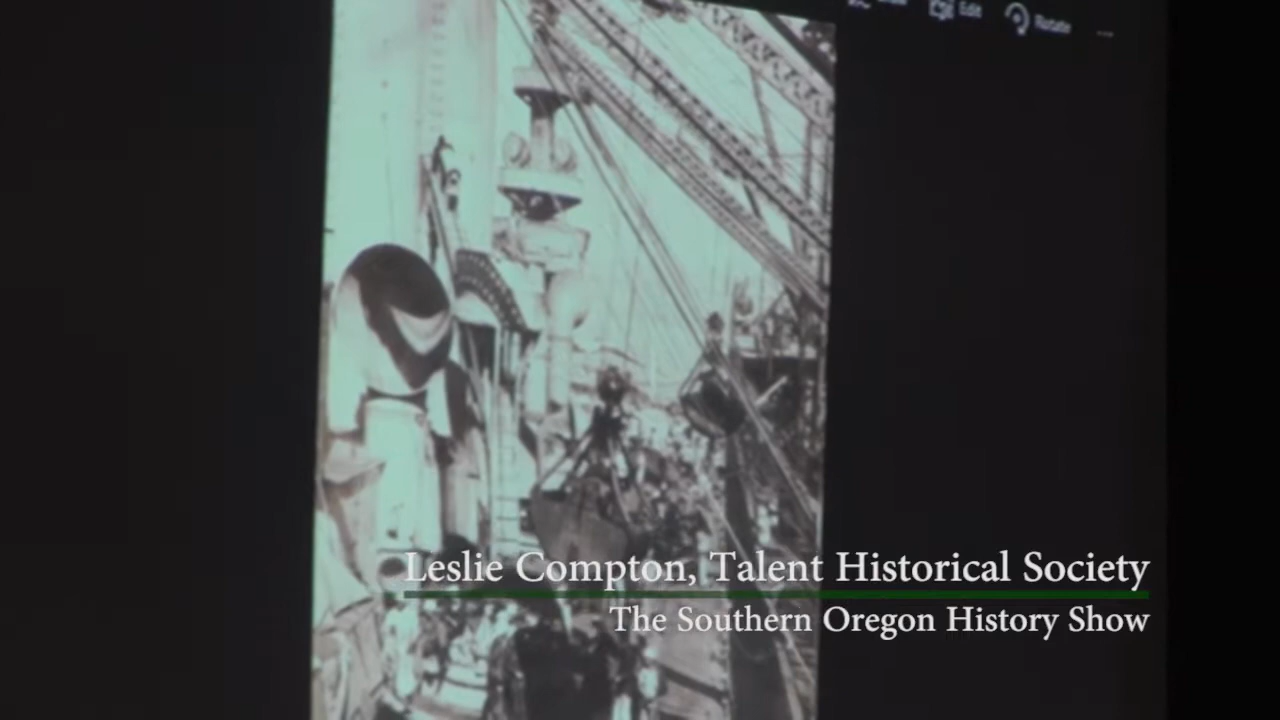 Edit
Rotate
Leslie Compton, Talent Historical Society
The Southern Oregon History Show